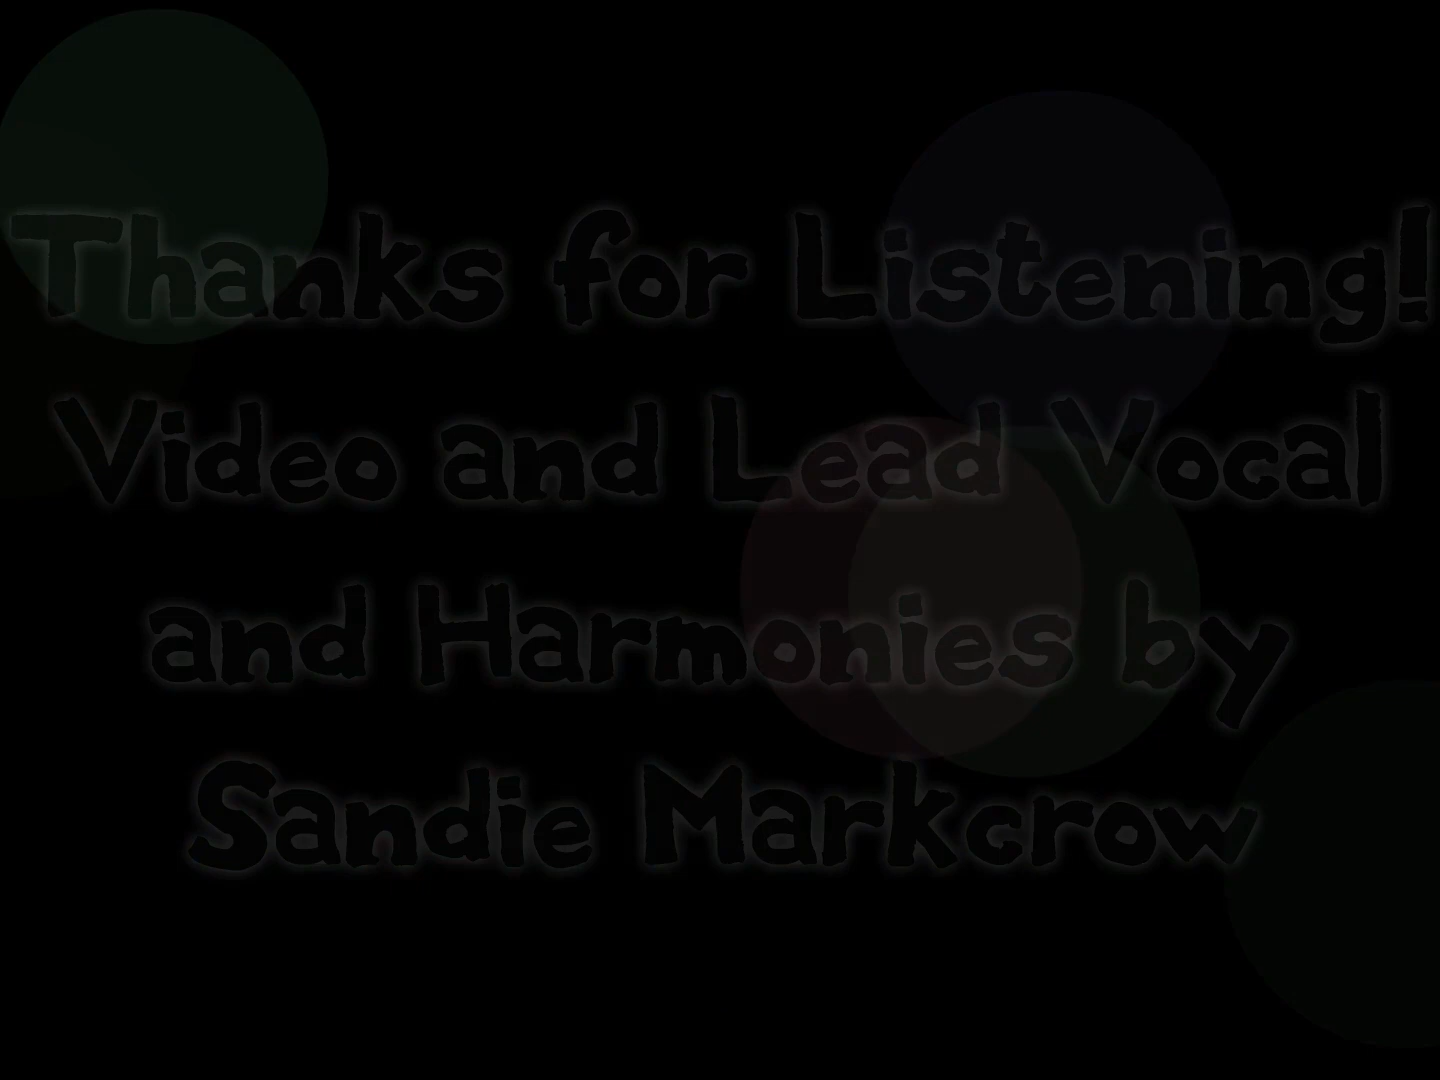 Thanks for Listening!
Video and Lead Vocal
and Harmonies by
Sandie Markcrow